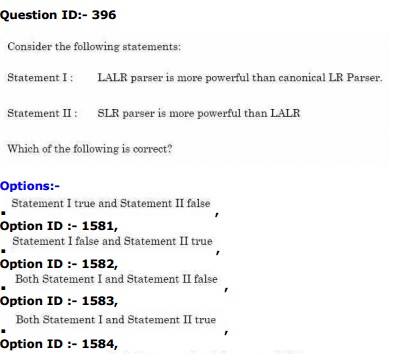 Question ID:- 396
Consider the following statements:
Statement I : LALR parser is more powerful than canonical LR Parser.
Statement II : SLR parser is more powerful than LALR
Which of the following is correct?
Options:-
Statement I true and Statement II false ,
Option ID :- 1581,
Statement I false and Statement II true ,
Option ID :- 1582,
Both Statement I and Statement II false ,
Option ID :- 1583,
Both Statement I and Statement II true ,
Option ID :- 1584,